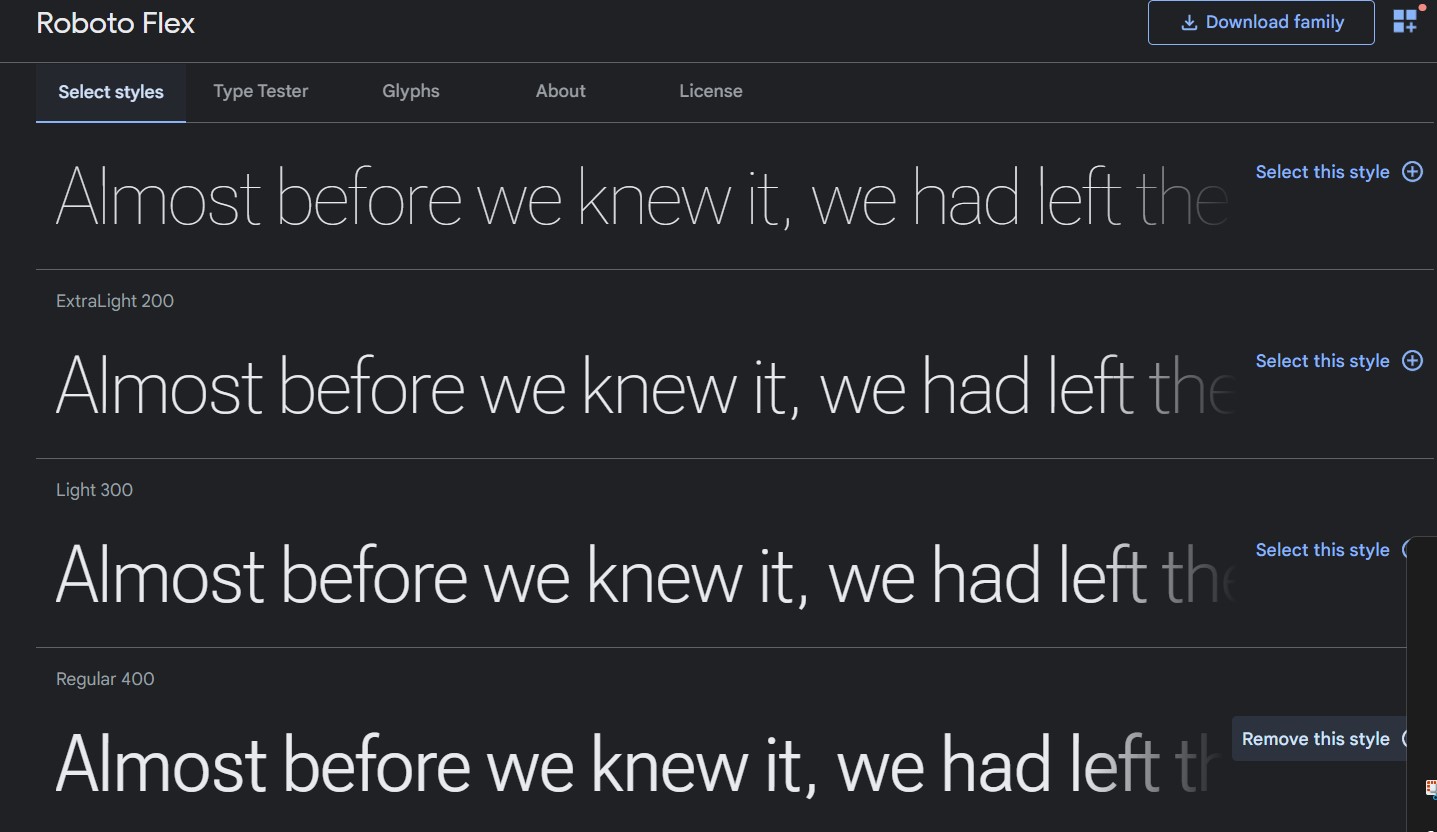 Roboto Flex
Download family
Select styles
Type Tester
Glyphs
About
License
Almost before we knew it, we had left the
Select this style
ExtraLight 200
Almost before we knew it, we had left the
Select this style
Light 300
Almost before we knew it, we had left the
Select this style
Regular 400
Almost before we knew it, we had left th
Remove this style